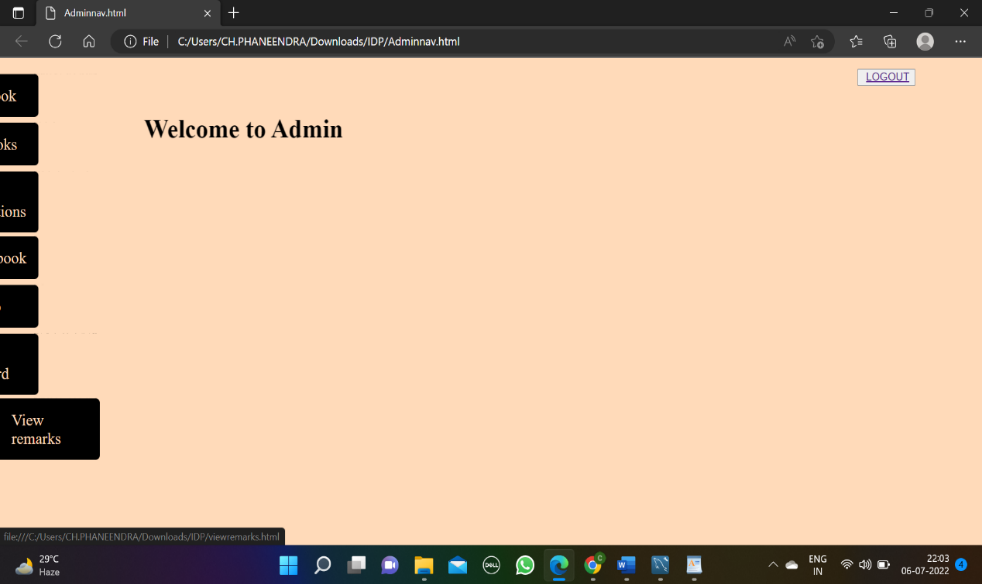 Adminnav.html
File
C:/Users/CH.PHANEENDRA/Downloads/IDP/Adminnav.html
LOGOUT
ook
Welcome to Admin
oks
tions
book
rd
View
remarks
file:///C:/Users/CH.PHANEENDRA/Downloads/IDP/viewremarks.html
29°C
Haze
DELL
C
W
ENG
IN
22:03
06-07-2022
4